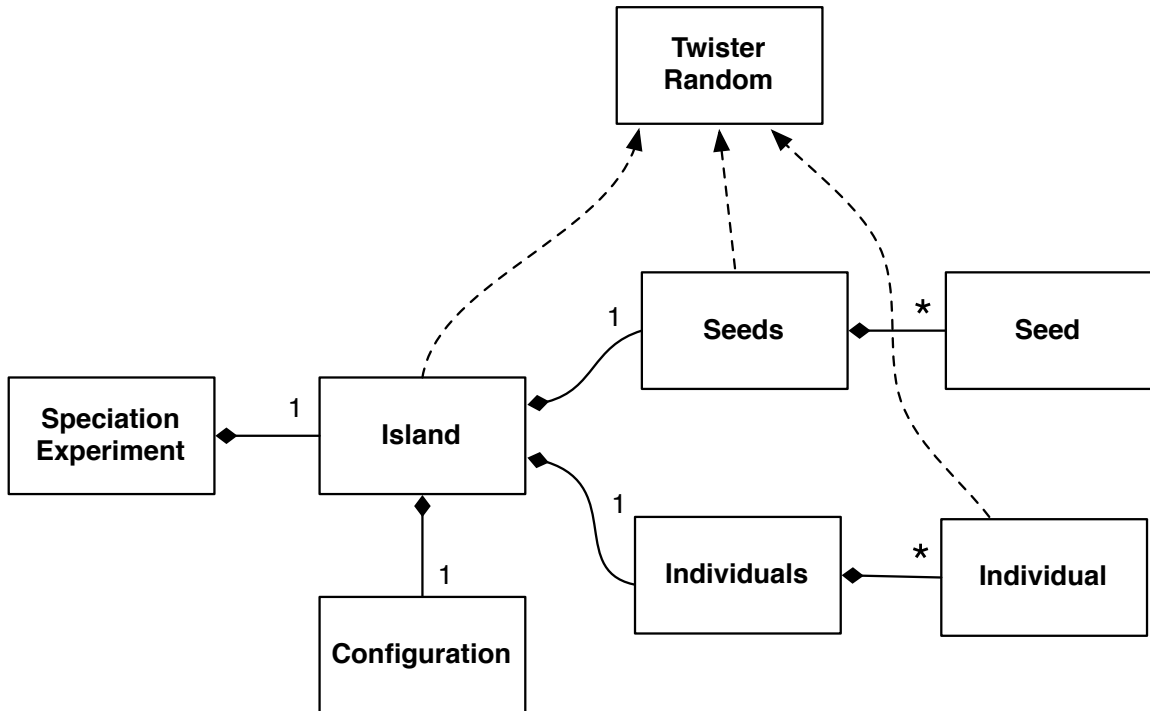 Twister
Random
1
Seeds
*
Seed
Speciation
Experiment
1
Island
1
Individuals
*
Individual
1
Configuration